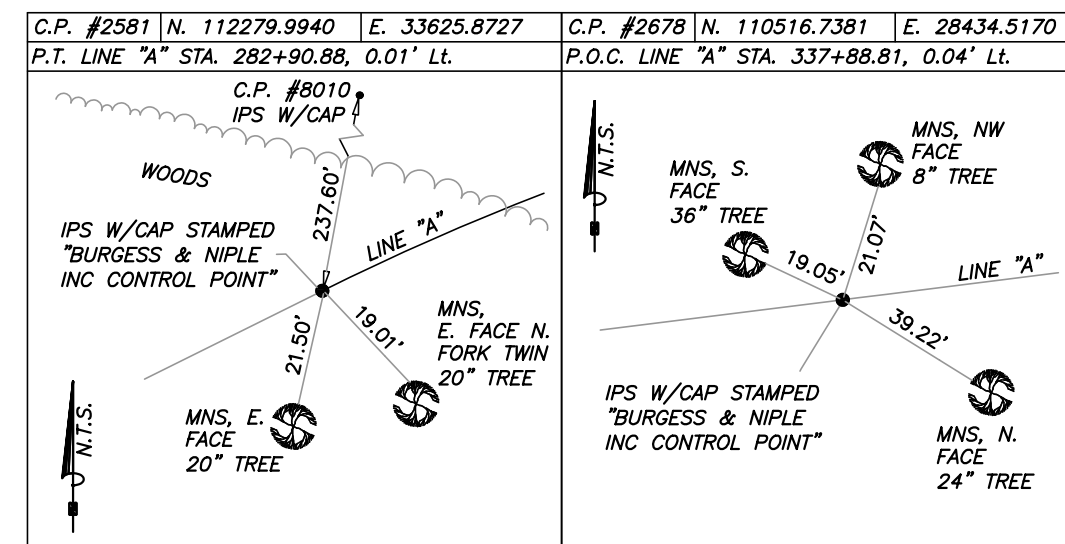 C.P. #2581 N. 112279.9940 E. 33625.8727
P.T. LINE "A" STA. 282+90.88, 0.01' Lt.
C.P. #8010
IPS W/CAP
WOODS
237.60'
LINE "A"
IPS W/CAP STAMPED
"BURGESS & NIPLE
INC CONTROL POINT"
21.50'
19.01'
MNS,
E. FACE N.
FORK TWIN
20" TREE
MNS, E.
FACE
20" TREE
N.T.S.
C.P. #2678 N. 110516.7381 E. 28434.5170
P.O.C. LINE "A" STA. 337+88.81, 0.04' Lt.
N.T.S.
MNS, NW
FACE
8" TREE
MNS, S.
FACE
36" TREE
19.05'
21.07'
LINE "A"
39.22'
IPS W/CAP STAMPED
"BURGESS & NIPLE
INC CONTROL POINT"
MNS, N.
FACE
24" TREE